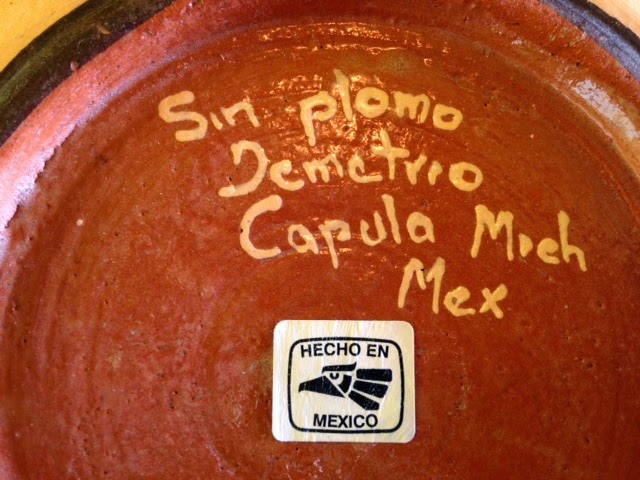 Sin plomo
Demetrio
Capula Mich
Mex
HECHO EN
MEXICO